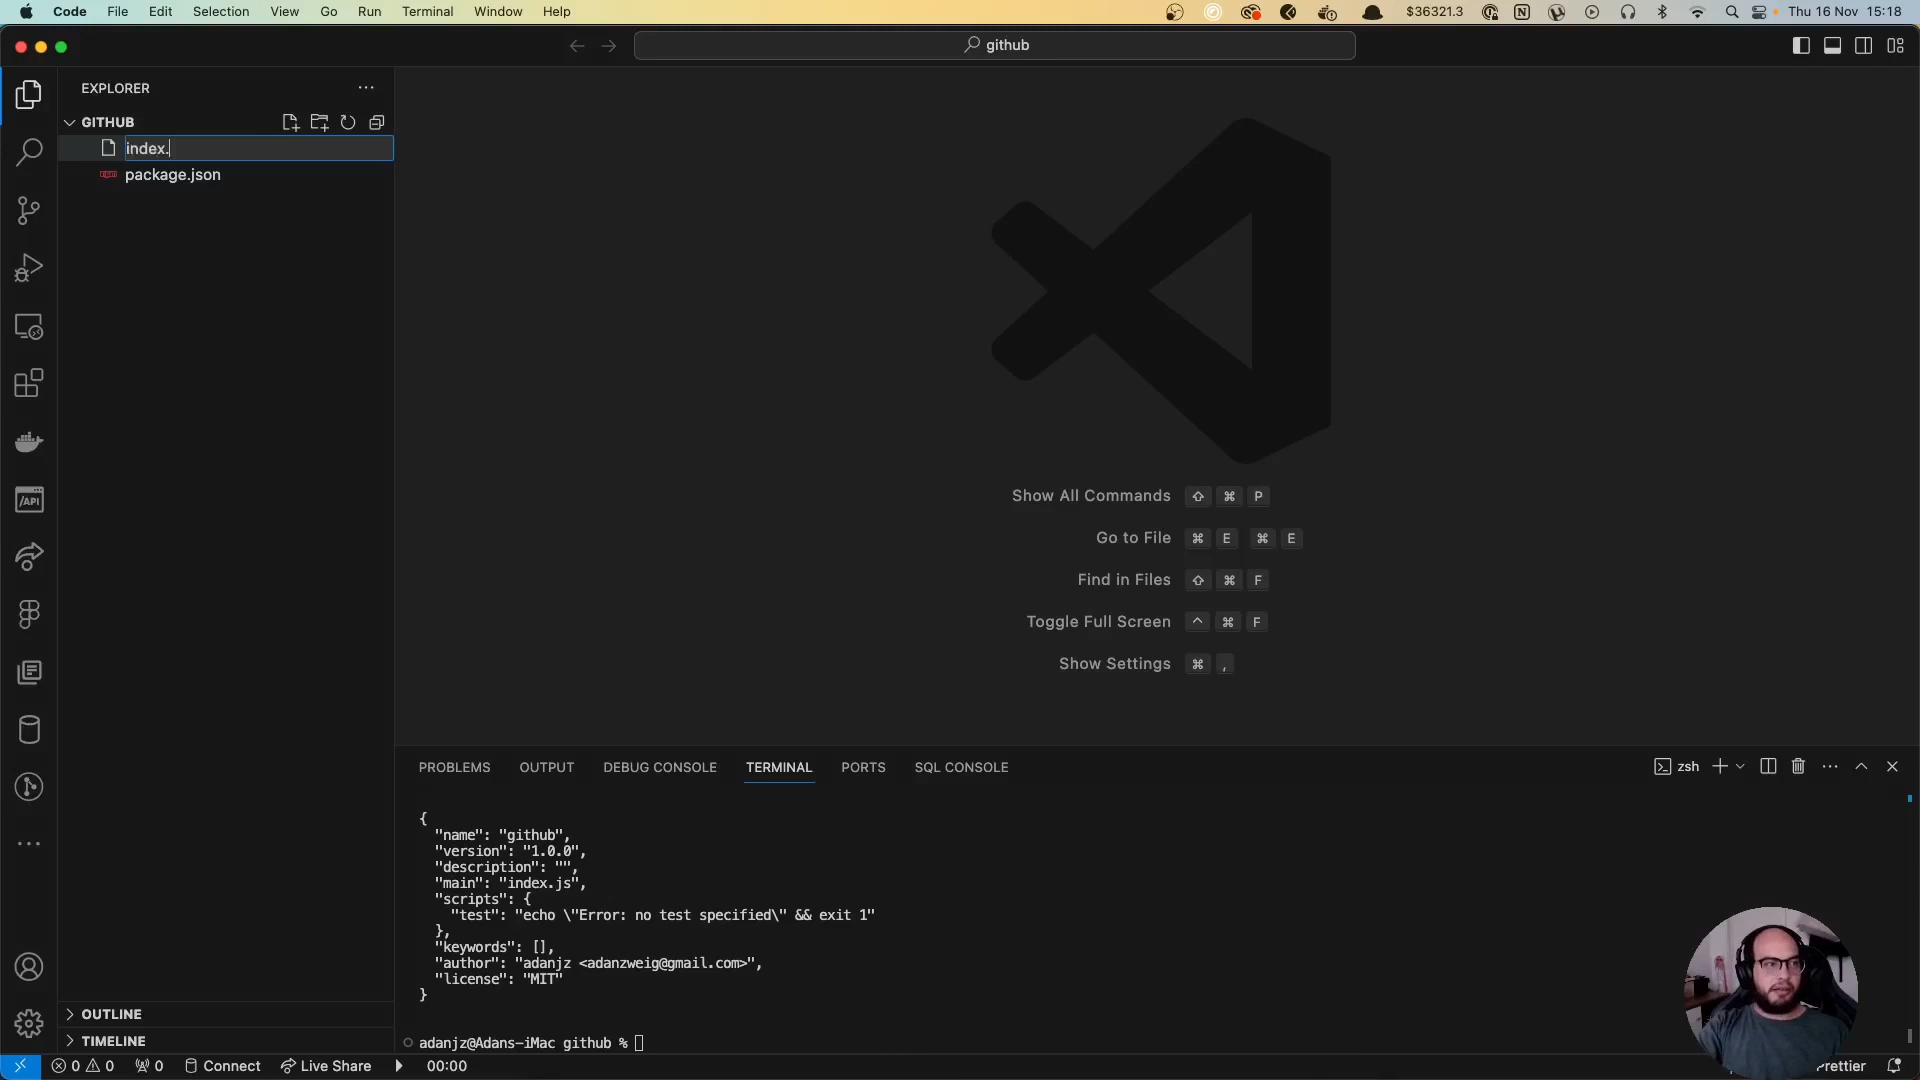 Code File Edit Selection View Go Run Terminal Window Help $36321.3 Thu 16 Nov 15:18
github
EXPLORER
GITHUB
index.
package.json
Show All Commands ⇧ ⌘ P
Go to File ⌘ E ⌘ E
Find in Files ⇧ ⌘ F
Toggle Full Screen ^ ⌘ F
Show Settings ⌘ ,
PROBLEMS OUTPUT DEBUG CONSOLE TERMINAL PORTS SQL CONSOLE zsh
{
"name": "github",
"version": "1.0.0",
"description": "",
"main": "index.js",
"scripts": {
"test": "echo \"Error: no test specified\" && exit 1"
},
"keywords": [],
"author": "adanjz <adanzweig@gmail.com>",
"license": "MIT"
}
adanjz@Adans-iMac github %
OUTLINE
TIMELINE
0 0 0 Connect Live Share 00:00 Prettier